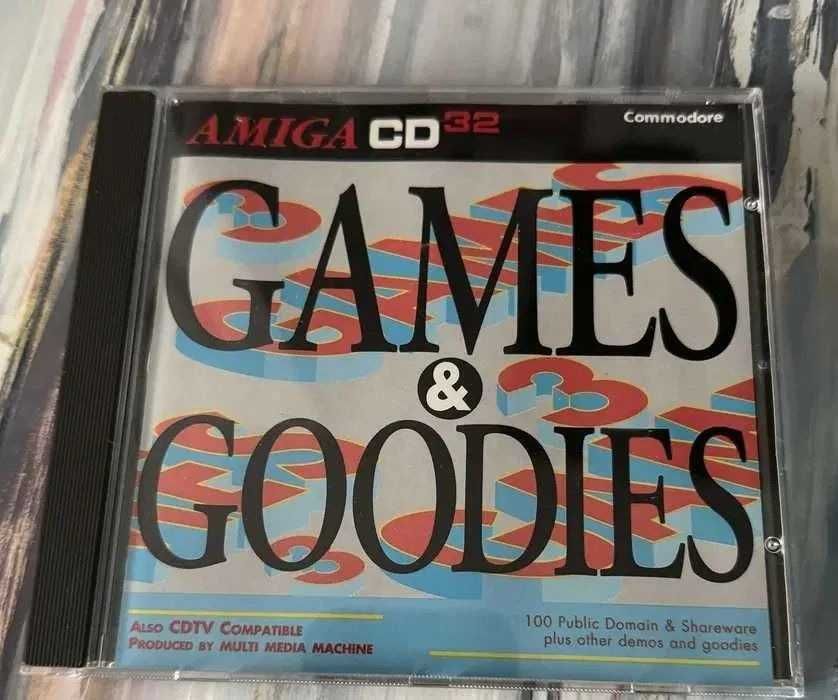 AMIGA CD32
Commodore
GAMES
&
GOODIES
ALSO CDTV COMPATIBLE
PRODUCED BY MULTI MEDIA MACHINE
100 Public Domain & Shareware
plus other demos and goodies